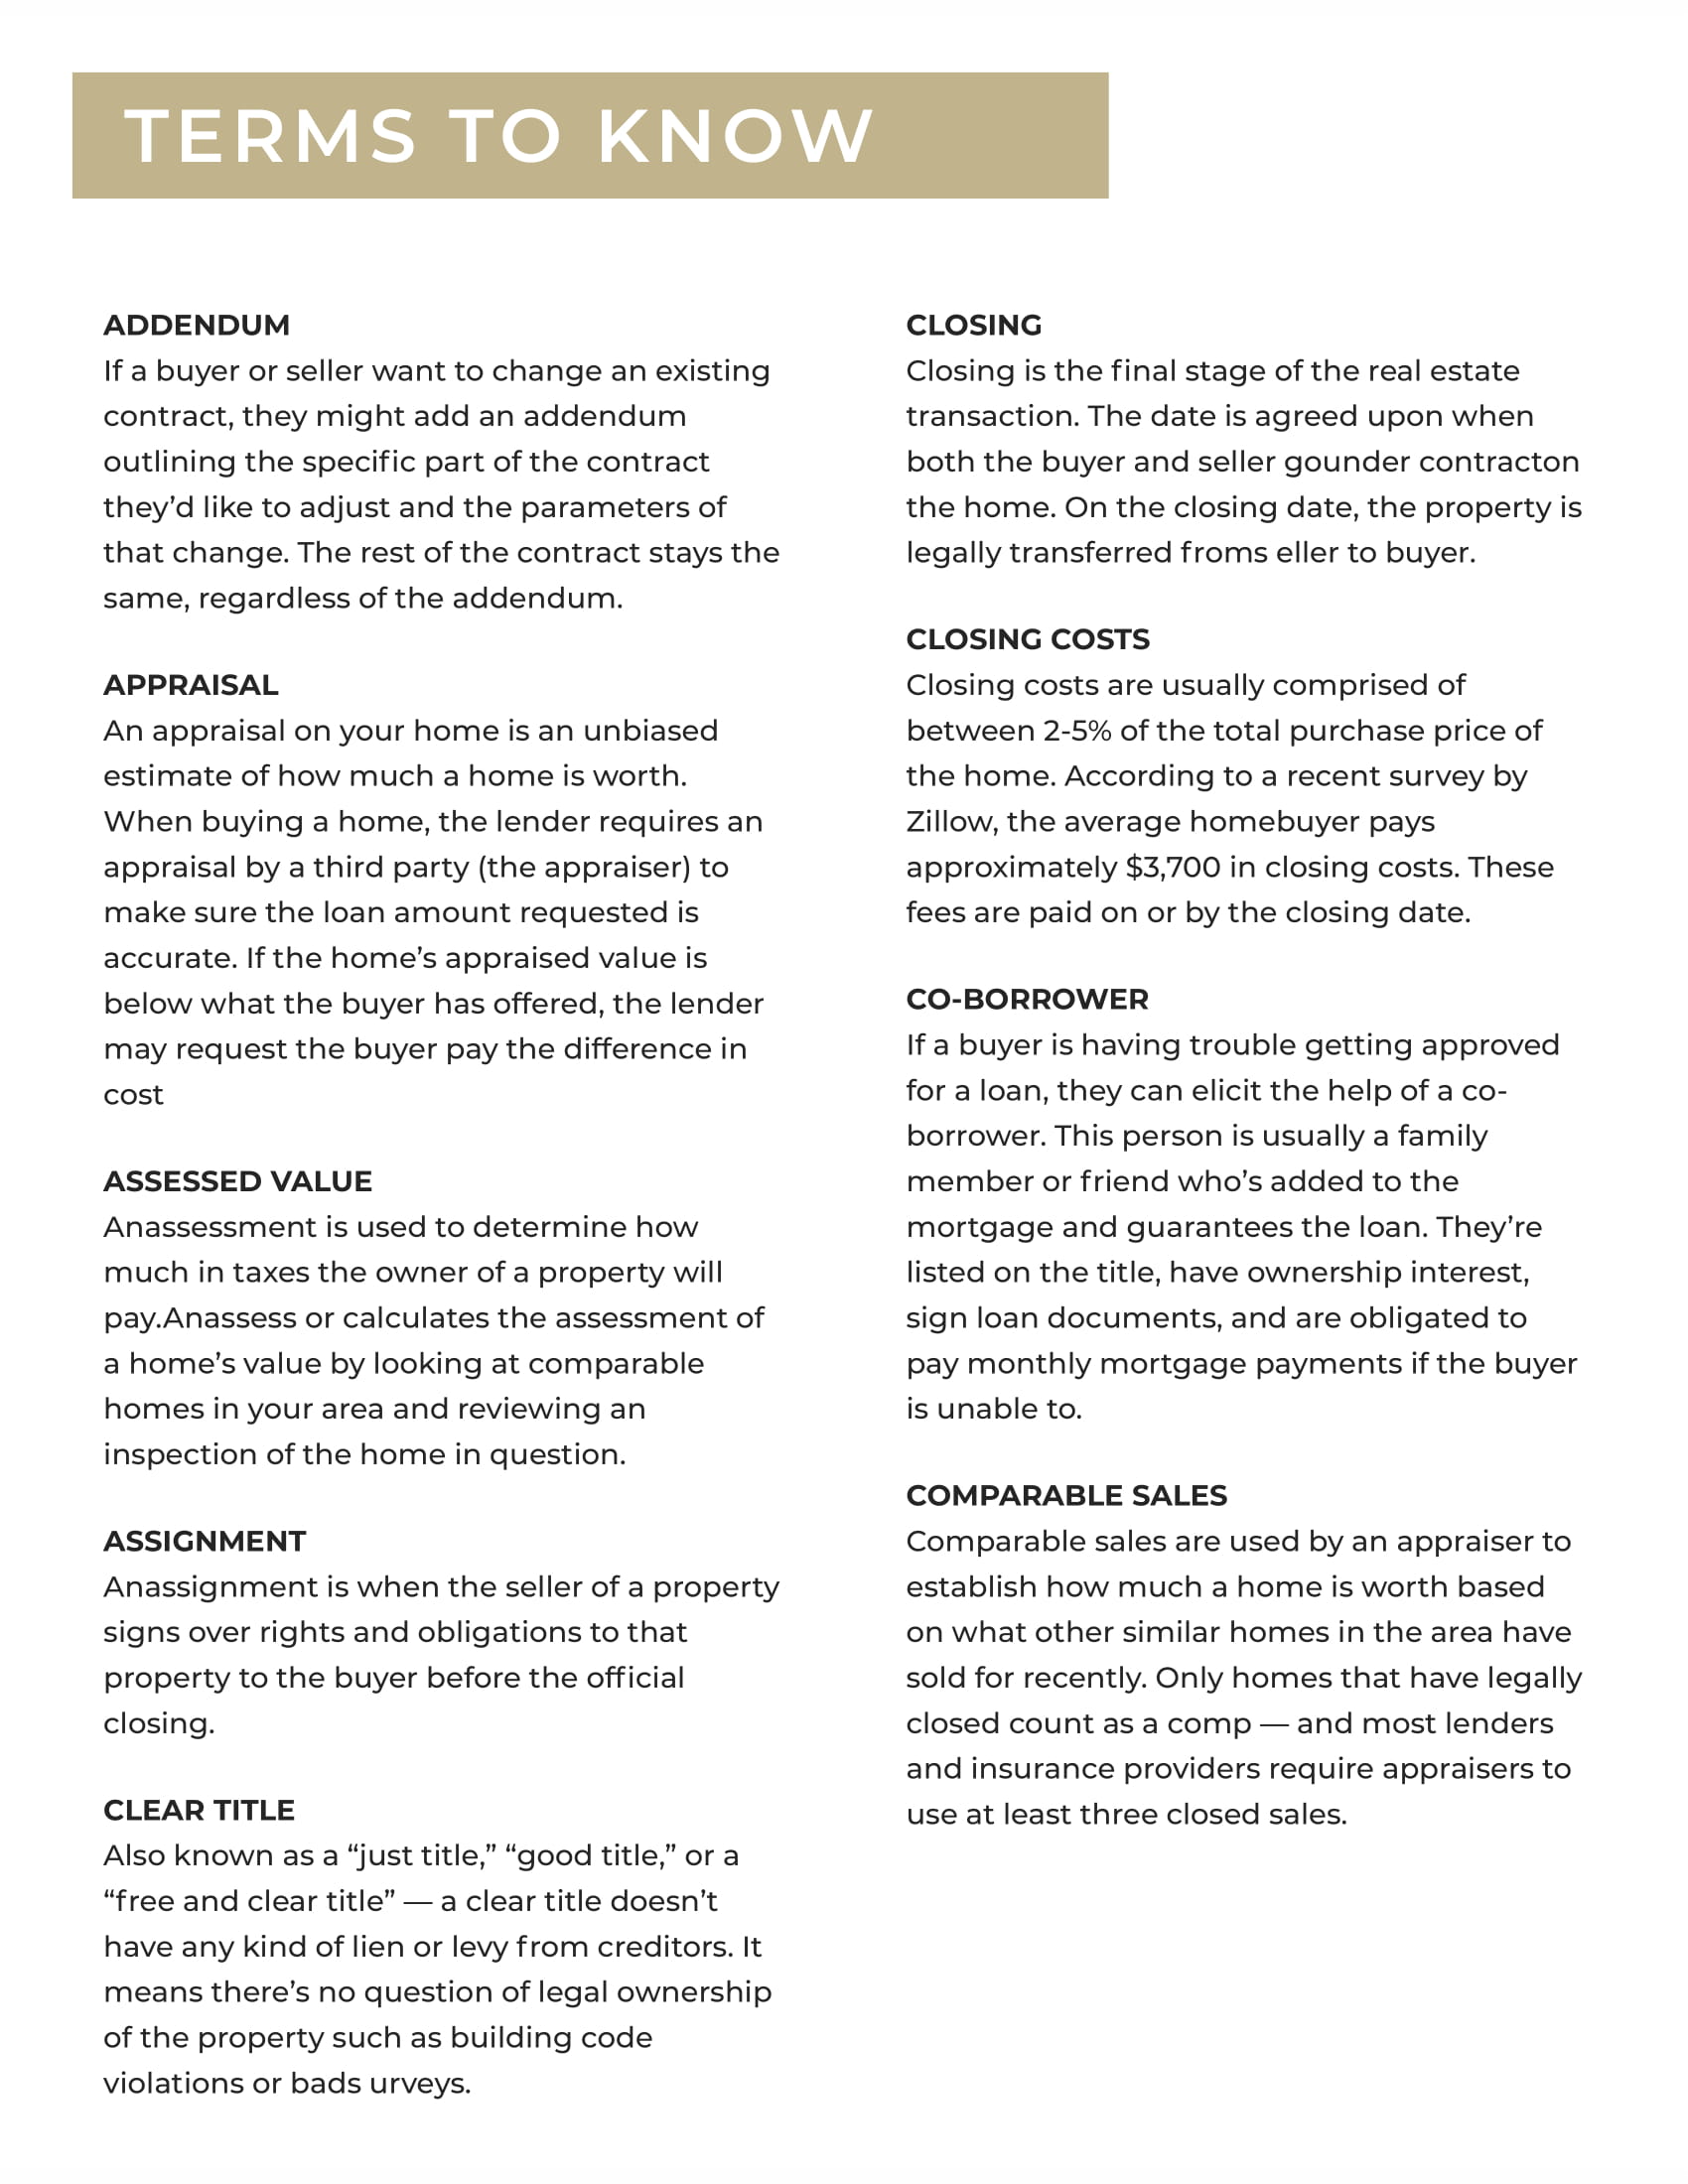 TERMS TO KNOW
ADDENDUM
If a buyer or seller want to change an existing
contract, they might add an addendum
outlining the specific part of the contract
they’d like to adjust and the parameters of
that change. The rest of the contract stays the
same, regardless of the addendum.
APPRAISAL
An appraisal on your home is an unbiased
estimate of how much a home is worth.
When buying a home, the lender requires an
appraisal by a third party (the appraiser) to
make sure the loan amount requested is
accurate. If the home’s appraised value is
below what the buyer has offered, the lender
may request the buyer pay the difference in
cost
ASSESSED VALUE
Anassessment is used to determine how
much in taxes the owner of a property will
pay.Anassess or calculates the assessment of
a home’s value by looking at comparable
homes in your area and reviewing an
inspection of the home in question.
ASSIGNMENT
Anassignment is when the seller of a property
signs over rights and obligations to that
property to the buyer before the official
closing.
CLEAR TITLE
Also known as a “just title,” “good title,” or a
“free and clear title” — a clear title doesn’t
have any kind of lien or levy from creditors. It
means there’s no question of legal ownership
of the property such as building code
violations or bads urveys.
CLOSING
Closing is the final stage of the real estate
transaction. The date is agreed upon when
both the buyer and seller gounder contracton
the home. On the closing date, the property is
legally transferred froms eller to buyer.
CLOSING COSTS
Closing costs are usually comprised of
between 2-5% of the total purchase price of
the home. According to a recent survey by
Zillow, the average homebuyer pays
approximately $3,700 in closing costs. These
fees are paid on or by the closing date.
CO-BORROWER
If a buyer is having trouble getting approved
for a loan, they can elicit the help of a co-
borrower. This person is usually a family
member or friend who’s added to the
mortgage and guarantees the loan. They’re
listed on the title, have ownership interest,
sign loan documents, and are obligated to
pay monthly mortgage payments if the buyer
is unable to.
COMPARABLE SALES
Comparable sales are used by an appraiser to
establish how much a home is worth based
on what other similar homes in the area have
sold for recently. Only homes that have legally
closed count as a comp — and most lenders
and insurance providers require appraisers to
use at least three closed sales.